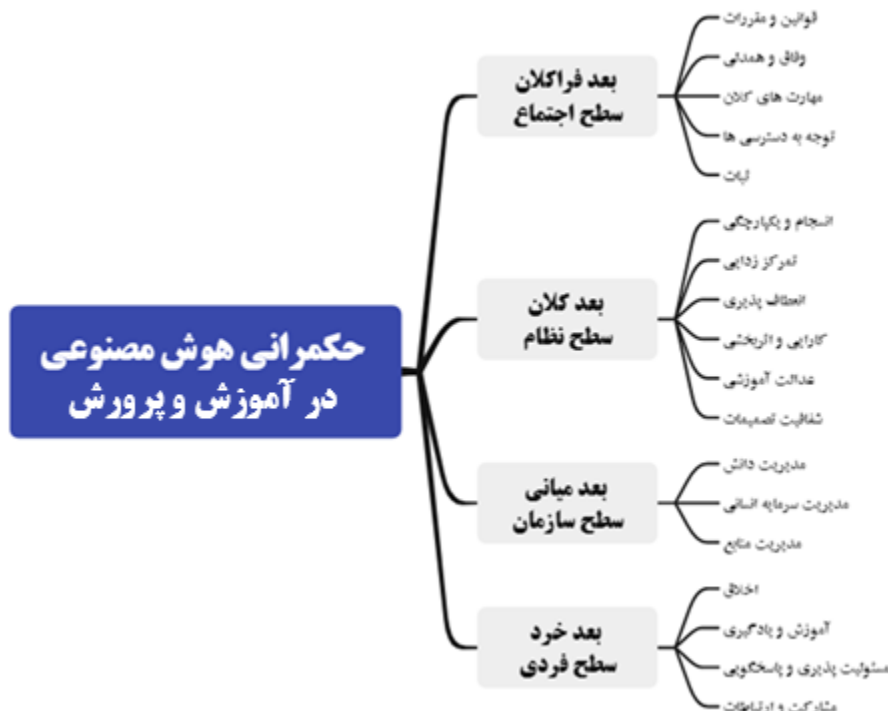 حکمرانی هوش مصنوعی
در آموزش و پرورش
بعد فراکلان
سطح اجتماع
قوانین و مقررات
وفاق و همدلی
مهارت های کلان
توجه به دسترسی ها
ثبات
بعد کلان
سطح نظام
انسجام و یکپارچگی
تمرکز زدایی
انعطاف پذیری
کارایی و اثربخشی
عدالت آموزشی
شفافیت تصمیمات
بعد میانی
سطح سازمان
مدیریت دانش
مدیریت سرمایه انسانی
مدیریت منابع
بعد خرد
سطح فردی
اخلاق
آموزش و یادگیری
مسئولیت پذیری و پاسخگویی
مشارکت و ارتباطات